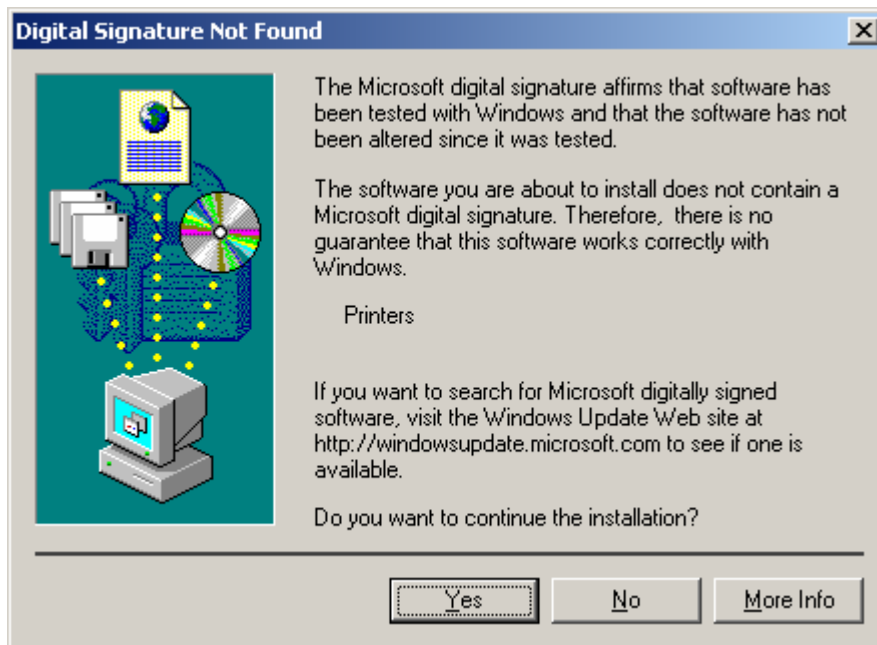 Digital Signature Not Found
The Microsoft digital signature affirms that software has
been tested with Windows and that the software has not
been altered since it was tested.
The software you are about to install does not contain a
Microsoft digital signature. Therefore,  there is no
guarantee that this software works correctly with
Windows.
Printers
If you want to search for Microsoft digitally signed
software, visit the Windows Update Web site at
http://windowsupdate.microsoft.com to see if one is
available.
Do you want to continue the installation?
Yes
No
More Info